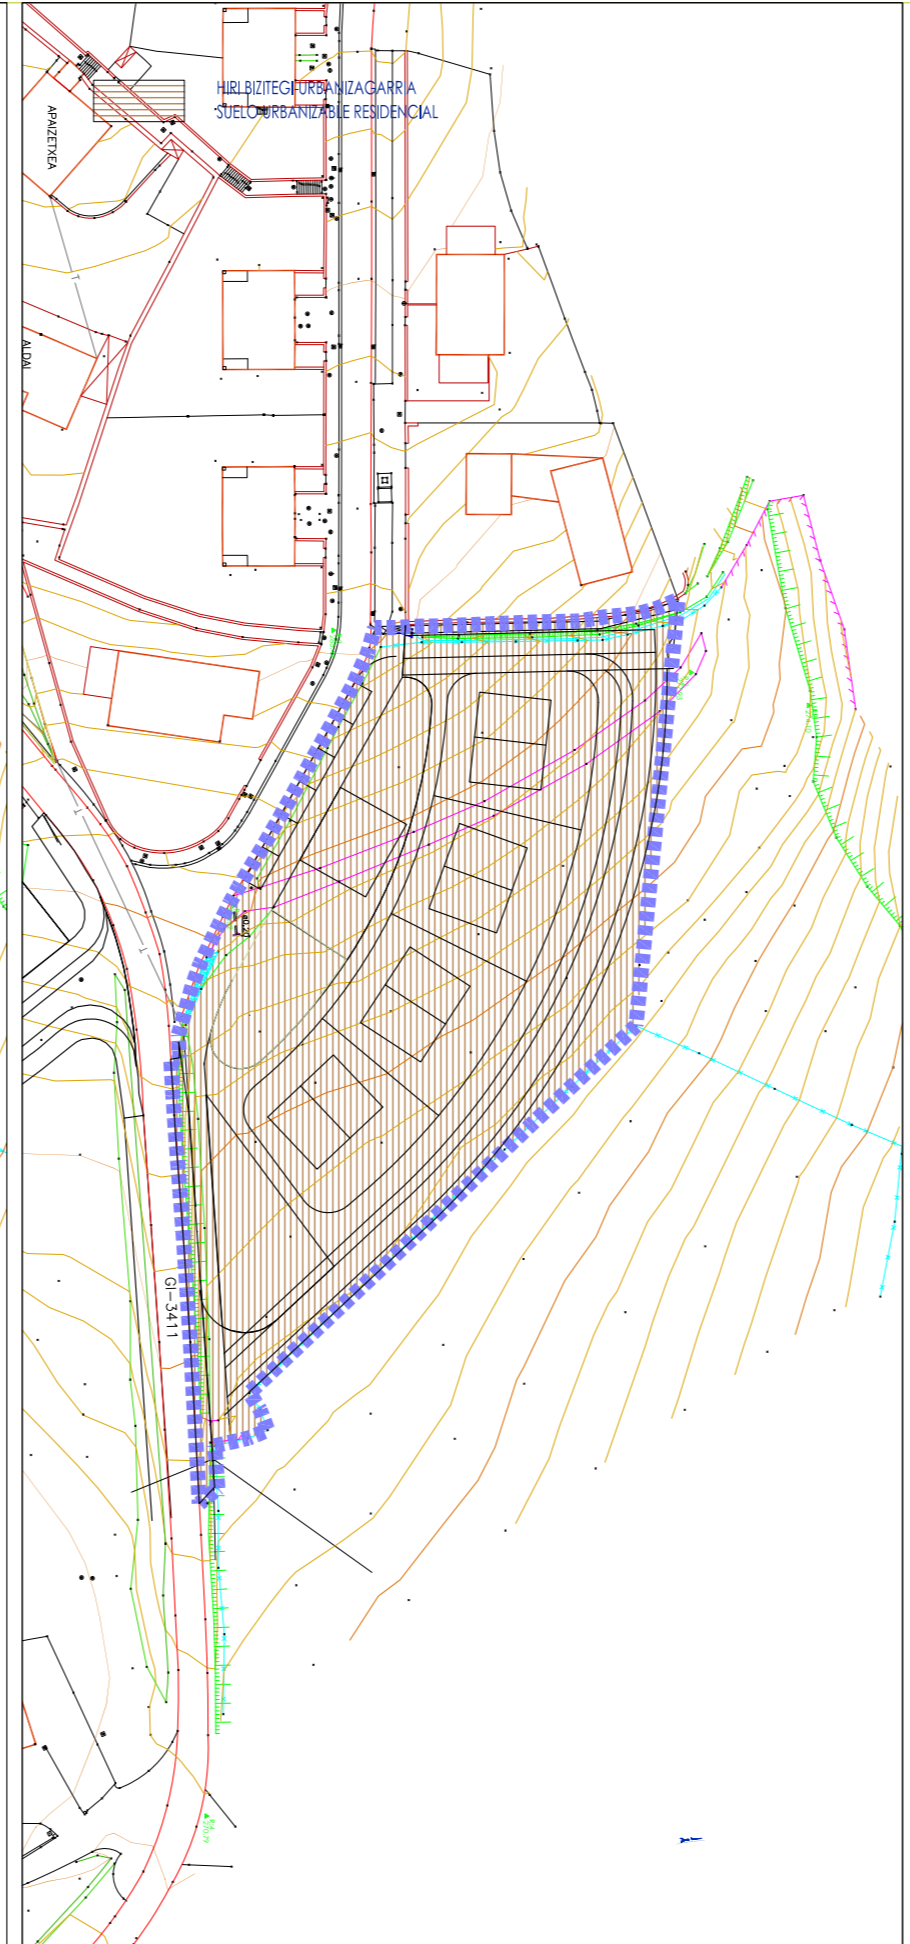 HIRI BIZITEGI-URBANIZAGARRIA
SUELO URBANIZABLE RESIDENCIAL
APAIZETXEA
ALDAI
T
T
T
GI-3411